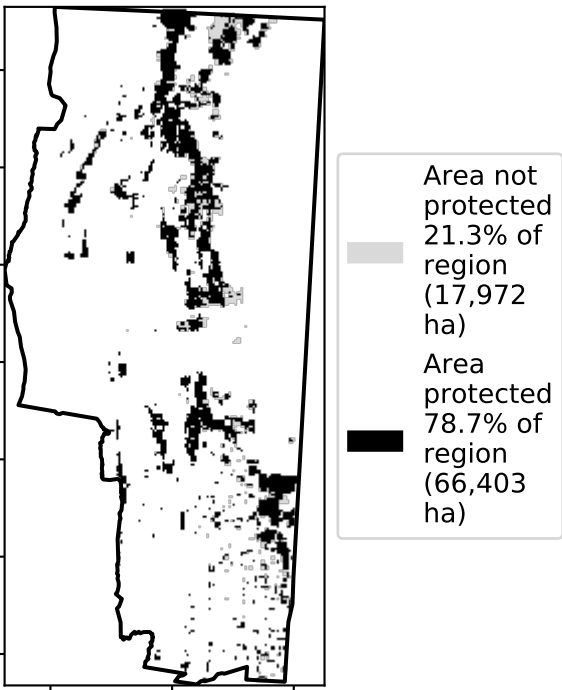 Area not
protected
21.3% of
region
(17,972
ha)
Area
protected
78.7% of
region
(66,403
ha)